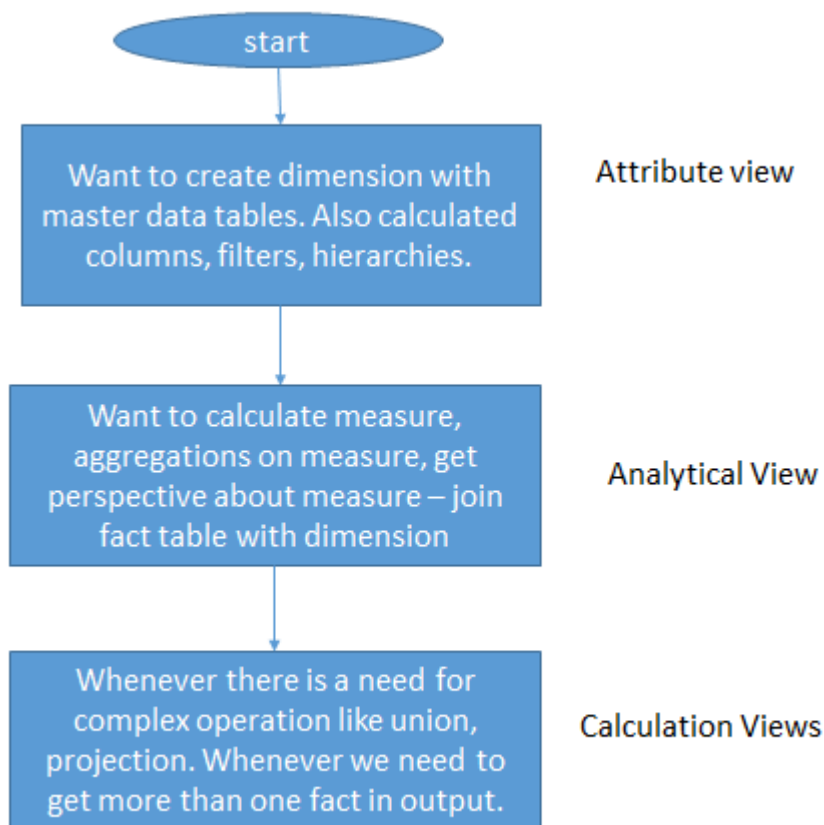 start
Want to create dimension with
master data tables. Also calculated
columns, filters, hierarchies.
Attribute view
Want to calculate measure,
aggregations on measure, get
perspective about measure – join
fact table with dimension
Analytical View
Whenever there is a need for
complex operation like union,
projection. Whenever we need to
get more than one fact in output.
Calculation Views